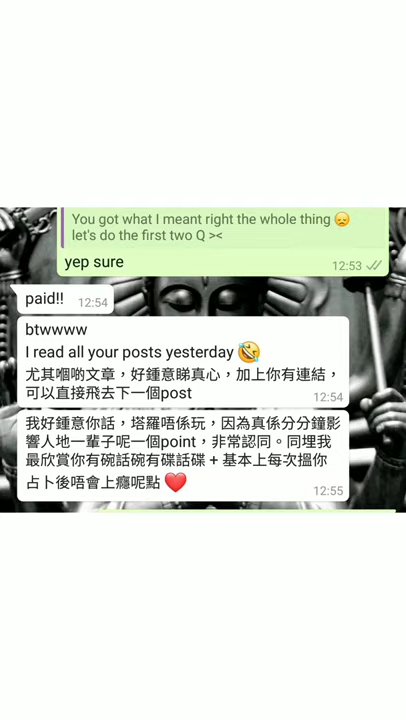 You got what I meant right the whole thing 😞
let's do the first two Q ><
yep sure
12:53
paid!! 12:54
btwwww
I read all your posts yesterday 🤣
尤其嗰啲文章，好鍾意睇真心，加上你有連結，
可以直接飛去下一個post
12:54
我好鍾意你話，塔羅唔係玩，因為真係分分鐘影
響人地一輩子呢一個point，非常認同。同埋我
最欣賞你有碗話碗有碟話碟 + 基本上每次搵你
占卜後唔會上癮呢點 ❤️
12:55